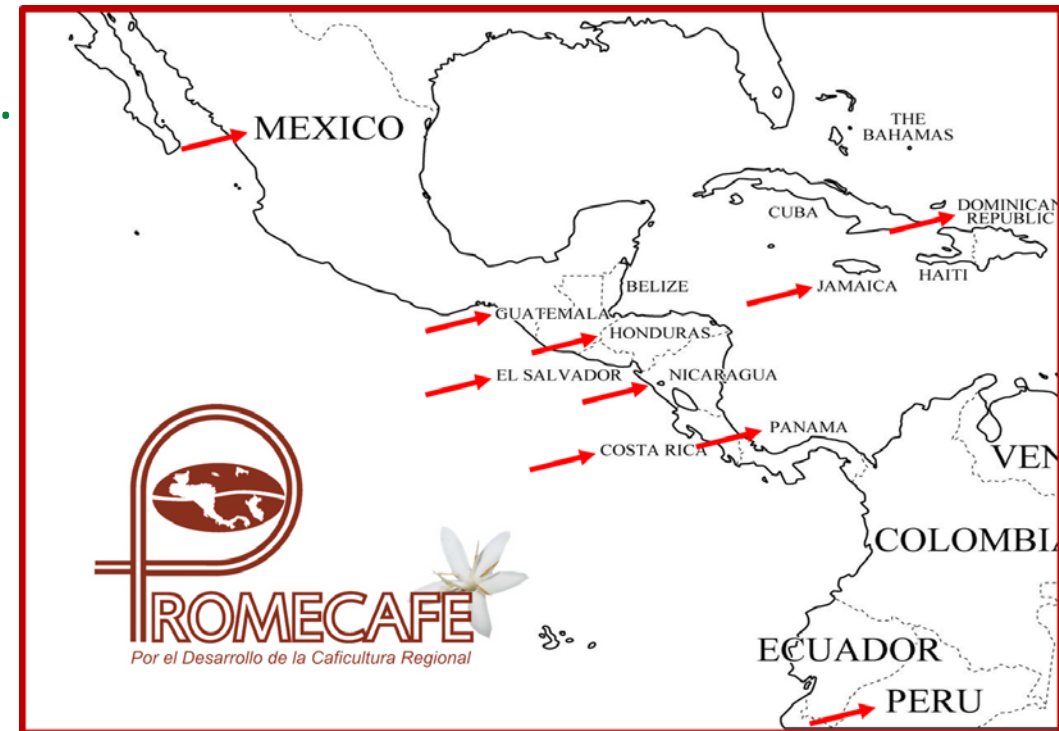 MEXICO
THE
BAHAMAS
CUBA
DOMINICAN
REPUBLIC
HAITI
JAMAICA
BELIZE
GUATEMALA
HONDURAS
EL SALVADOR
NICARAGUA
COSTA RICA
PANAMA
VEN
COLOMBIA
ECUADOR
PERU
PROMECAFE
Por el Desarrollo de la Caficultura Regional